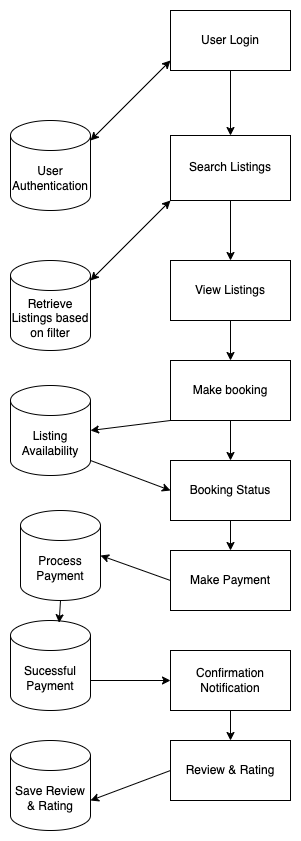 User Login
User
Authentication
Search Listings
Retrieve
Listings based
on filter
View Listings
Make booking
Listing
Availability
Booking Status
Process
Payment
Make Payment
Sucessful
Payment
Confirmation
Notification
Save Review
& Rating
Review & Rating